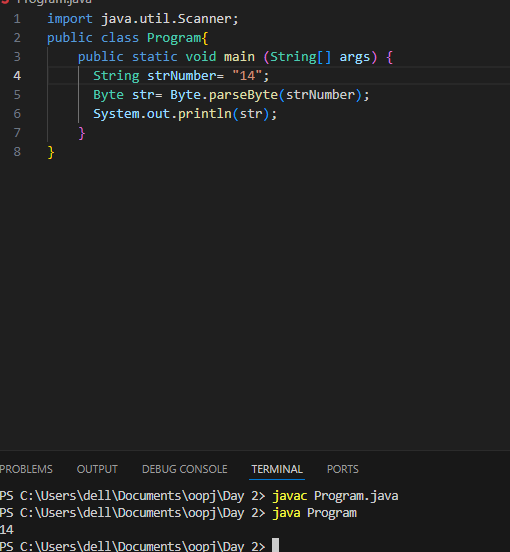 Program.java
1 import java.util.Scanner;
2 public class Program{
3 public static void main (String[] args) {
4 String strNumber= "14";
5 Byte str= Byte.parseByte(strNumber);
6 System.out.println(str);
7 }
8 }
PROBLEMS OUTPUT DEBUG CONSOLE TERMINAL PORTS
PS C:\Users\dell\Documents\oopj\Day 2> javac Program.java
PS C:\Users\dell\Documents\oopj\Day 2> java Program
14
PS C:\Users\dell\Documents\oopj\Day 2>